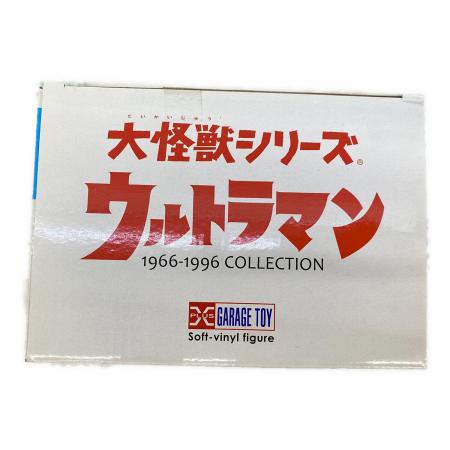 だいかいじゅう
大怪獣シリーズ®
ウルトラマン
1966-1996 COLLECTION
X PLUS GARAGE TOY
Soft-vinyl figure